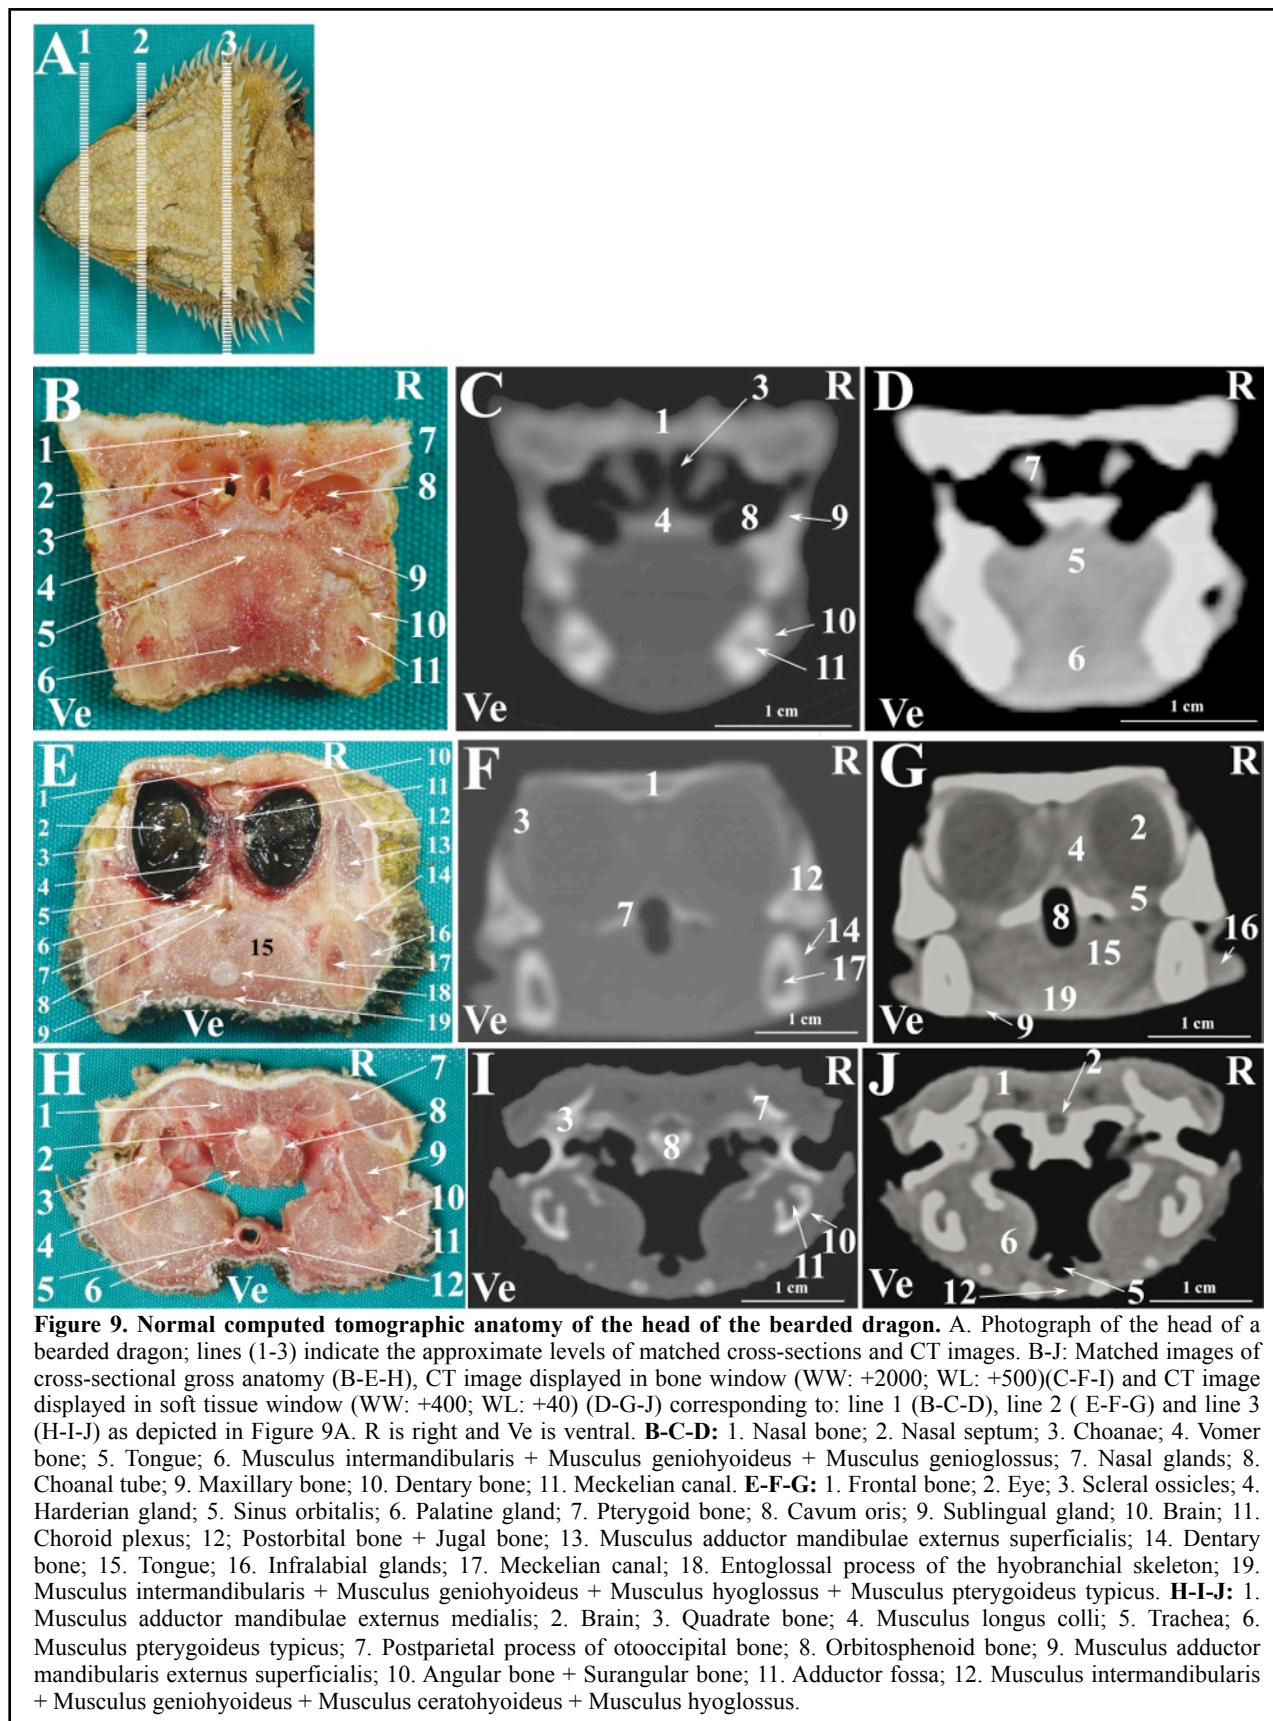 A 1 2 3
B R
1
2
3
4
5
6
7
8
9
10
11
Ve
C R
3
1
4
8
9
10
11
Ve
1 cm
D R
7
5
6
Ve
1 cm
E R
1
2
3
4
5
6
7
8
9
10
11
12
13
14
15
16
17
18
19
Ve
F R
1
3
12
7
14
17
Ve
1 cm
G R
2
4
5
8
16
15
19
9
Ve
1 cm
H R
1
2
3
4
5
6
7
8
9
10
11
12
Ve
I R
3
7
8
10
11
Ve
1 cm
J R
2
1
6
12
5
Ve
1 cm
Figure 9. Normal computed tomographic anatomy of the head of the bearded dragon. A. Photograph of the head of a
bearded dragon; lines (1-3) indicate the approximate levels of matched cross-sections and CT images. B-J: Matched images of
cross-sectional gross anatomy (B-E-H), CT image displayed in bone window (WW: +2000; WL: +500)(C-F-I) and CT image
displayed in soft tissue window (WW: +400; WL: +40) (D-G-J) corresponding to: line 1 (B-C-D), line 2 ( E-F-G) and line 3
(H-I-J) as depicted in Figure 9A. R is right and Ve is ventral. B-C-D: 1. Nasal bone; 2. Nasal septum; 3. Choanae; 4. Vomer
bone; 5. Tongue; 6. Musculus intermandibularis + Musculus geniohyoideus + Musculus genioglossus; 7. Nasal glands; 8.
Choanal tube; 9. Maxillary bone; 10. Dentary bone; 11. Meckelian canal. E-F-G: 1. Frontal bone; 2. Eye; 3. Scleral ossicles; 4.
Harderian gland; 5. Sinus orbitalis; 6. Palatine gland; 7. Pterygoid bone; 8. Cavum oris; 9. Sublingual gland; 10. Brain; 11.
Choroid plexus; 12; Postorbital bone + Jugal bone; 13. Musculus adductor mandibulae externus superficialis; 14. Dentary
bone; 15. Tongue; 16. Infralabial glands; 17. Meckelian canal; 18. Entoglossal process of the hyobranchial skeleton; 19.
Musculus intermandibularis + Musculus geniohyoideus + Musculus hyoglossus + Musculus pterygoideus typicus. H-I-J: 1.
Musculus adductor mandibulae externus medialis; 2. Brain; 3. Quadrate bone; 4. Musculus longus colli; 5. Trachea; 6.
Musculus pterygoideus typicus; 7. Postparietal process of otooccipital bone; 8. Orbitosphenoid bone; 9. Musculus adductor
mandibularis externus superficialis; 10. Angular bone + Surangular bone; 11. Adductor fossa; 12. Musculus intermandibularis
+ Musculus geniohyoideus + Musculus ceratohyoideus + Musculus hyoglossus.